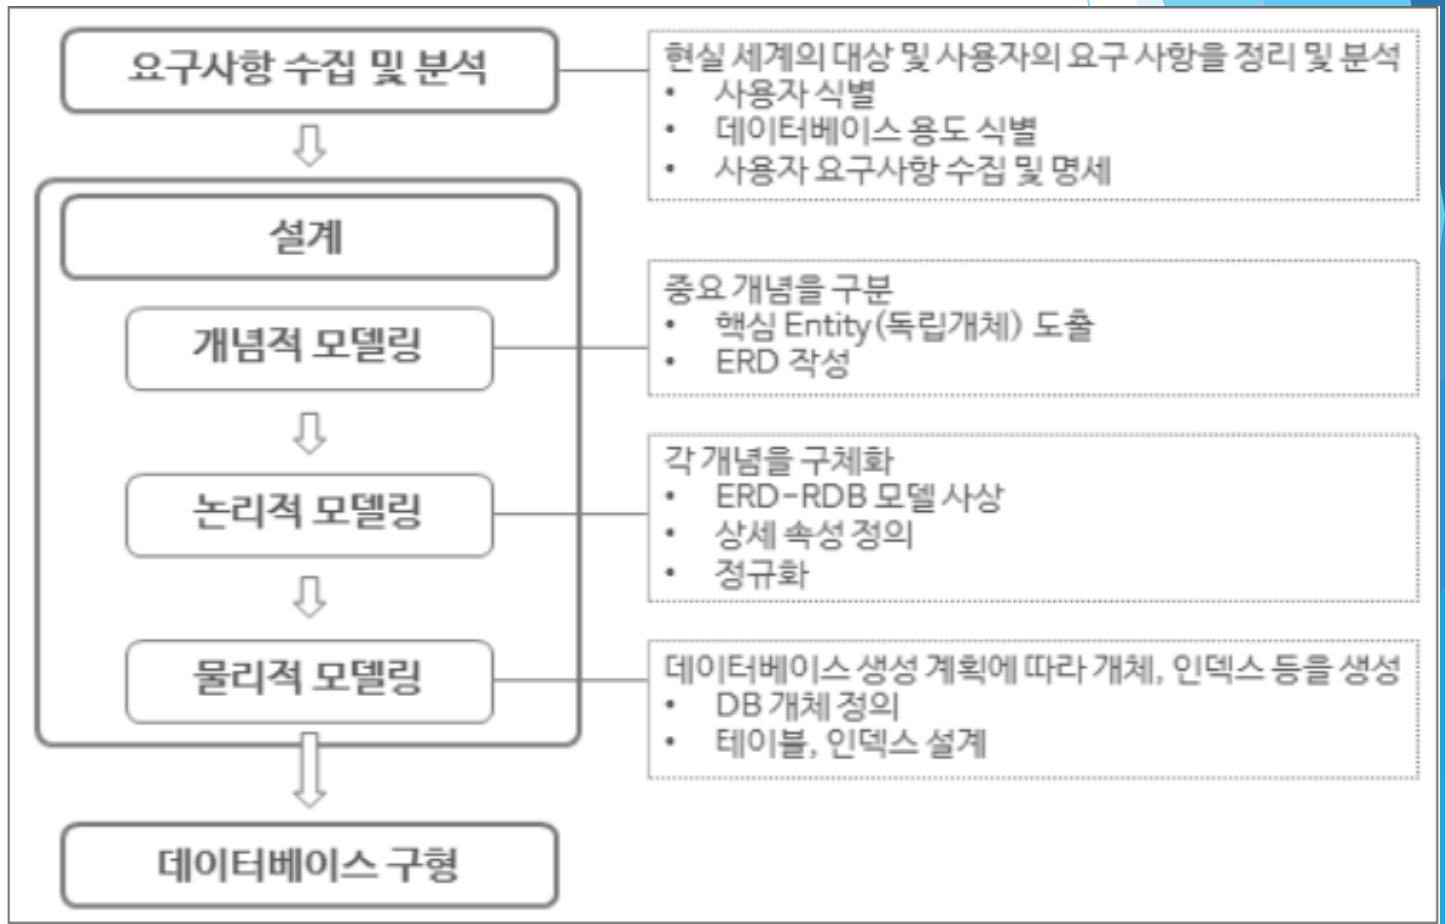 요구사항 수집 및 분석
현실 세계의 대상 및 사용자의 요구 사항을 정리 및 분석
• 사용자 식별
• 데이터베이스 용도 식별
• 사용자 요구사항 수집 및 명세
설계
개념적 모델링
중요 개념을 구분
• 핵심 Entity(독립개체) 도출
• ERD 작성
논리적 모델링
각 개념을 구체화
• ERD-RDB 모델 사상
• 상세 속성 정의
• 정규화
물리적 모델링
데이터베이스 생성 계획에 따라 개체, 인덱스 등을 생성
• DB 개체 정의
• 테이블, 인덱스 설계
데이터베이스 구형